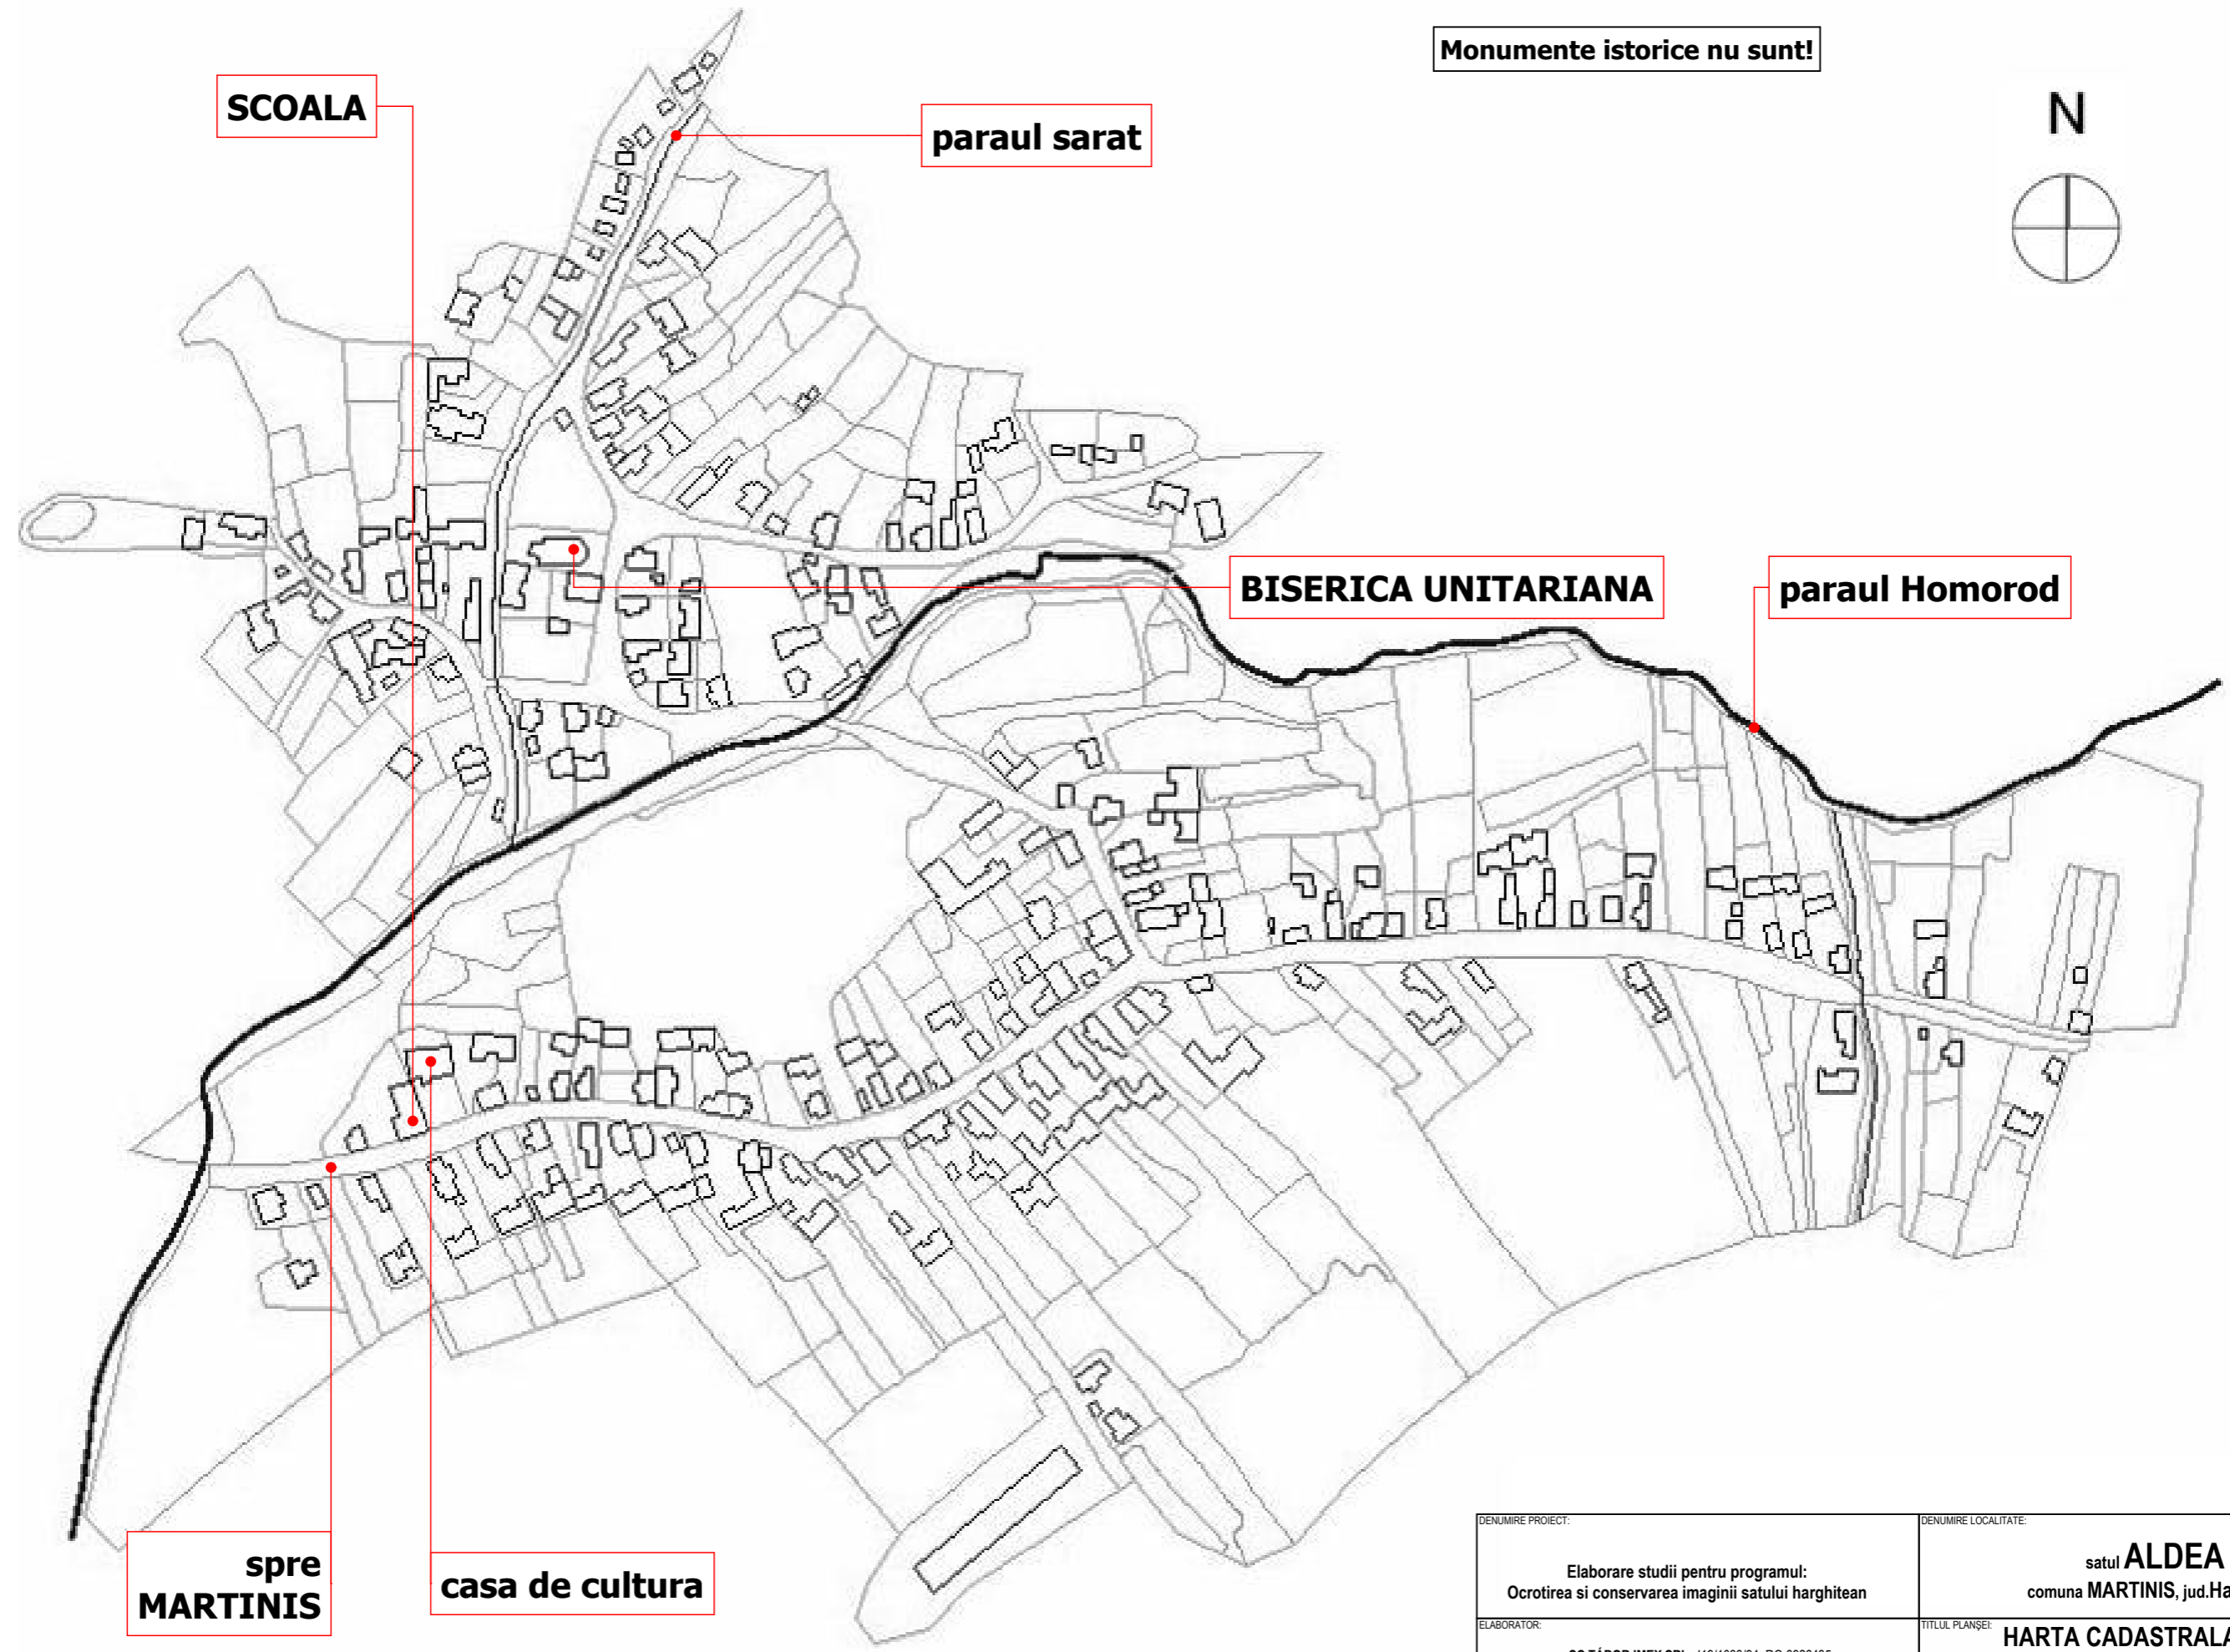 Monumente istorice nu sunt!
N
SCOALA
paraul sarat
BISERICA UNITARIANA
paraul Homorod
spre
MARTINIS
casa de cultura
DENUMIRE PROIECT:
Elaborare studii pentru programul:
Ocrotirea si conservarea imaginii satului harghitean
DENUMIRE LOCALITATE:
satul ALDEA
comuna MARTINIS, jud.Ha
ELABORATOR:
TITLUL PLANŞEI:
HARTA CADASTRALA